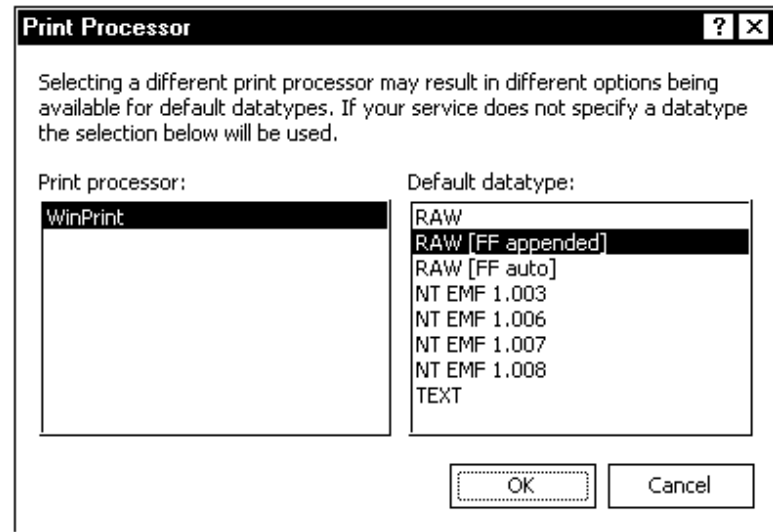 Print Processor
Selecting a different print processor may result in different options being
available for default datatypes. If your service does not specify a datatype
the selection below will be used.
Print processor:
WinPrint
Default datatype:
RAW
RAW [FF appended]
RAW [FF auto]
NT EMF 1.003
NT EMF 1.006
NT EMF 1.007
NT EMF 1.008
TEXT
OK
Cancel